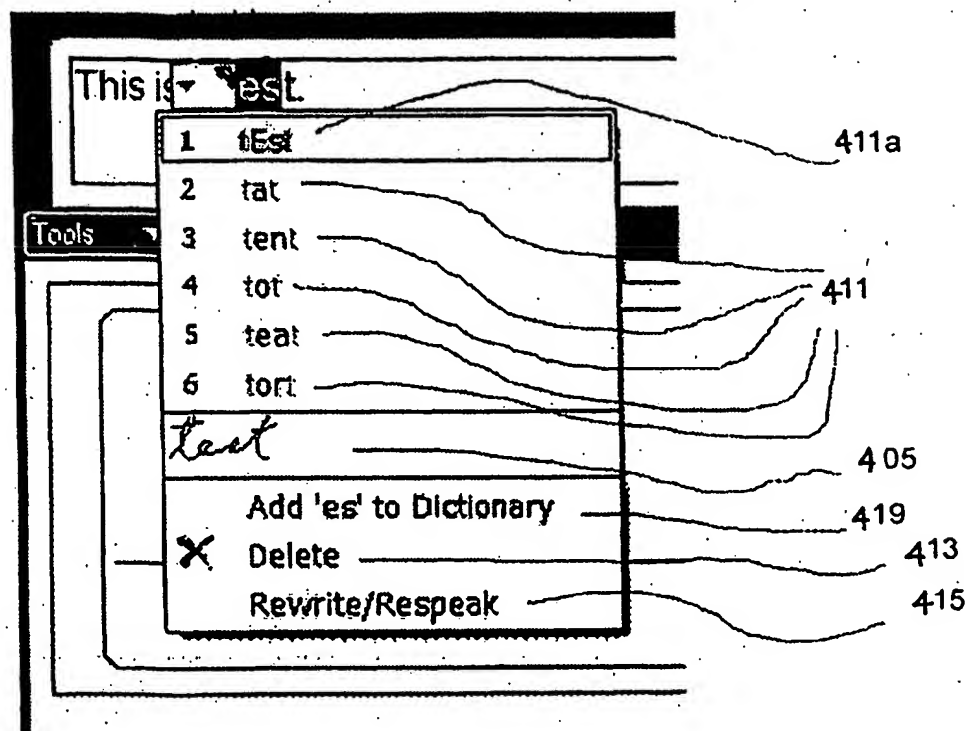 This is test.
1 tEst
411a
2 tat
Tools
3 tent
4 tot
411
5 teat
6 tort
test
405
Add 'es' to Dictionary
419
Delete
413
Rewrite/Respeak
415